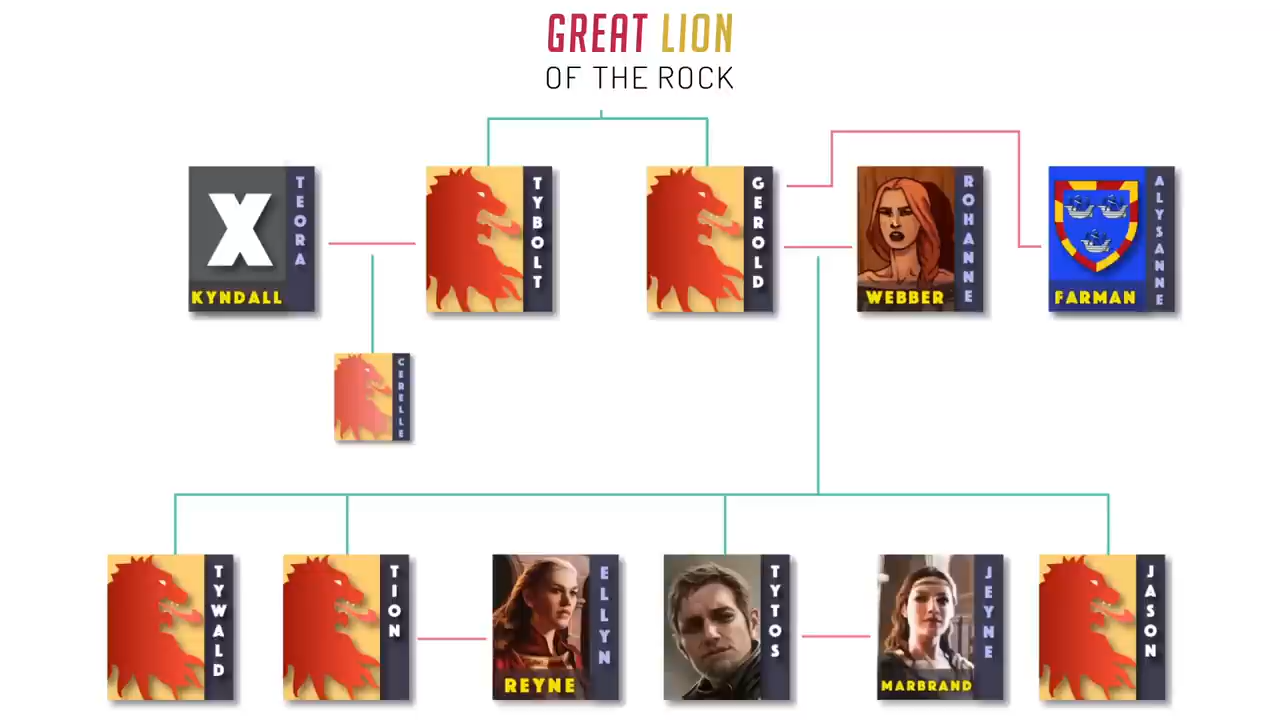 GREAT LION
OF THE ROCK
TEORA
KYNDALL
TYBOLT
GEROLD
ROHANNE
WEBBER
ALYSANNE
FARMAN
CERELLE
TYWALD
TION
ELLYN
REYNE
TYTOS
JEYNE
MARBRAND
JASON